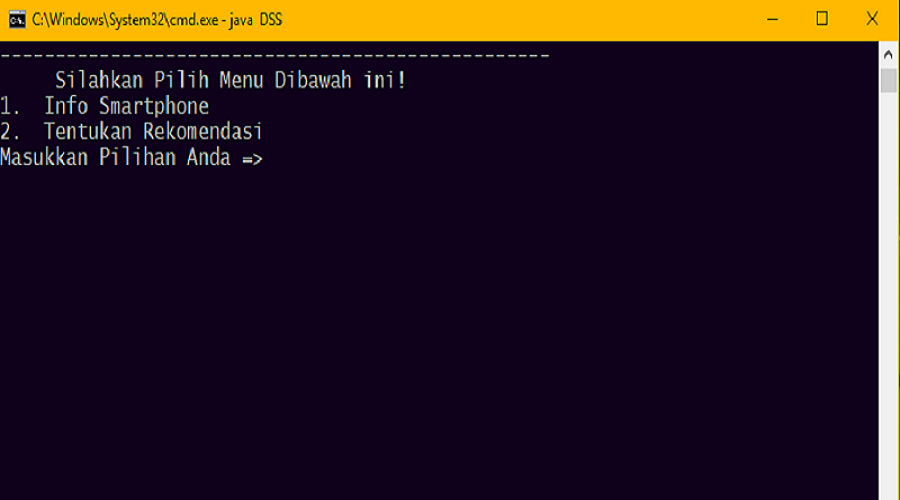 C:\Windows\System32\cmd.exe - java  DSS
--------------------------------------------------
Silahkan Pilih Menu Dibawah ini!
1.  Info Smartphone
2.  Tentukan Rekomendasi
Masukkan Pilihan Anda =>